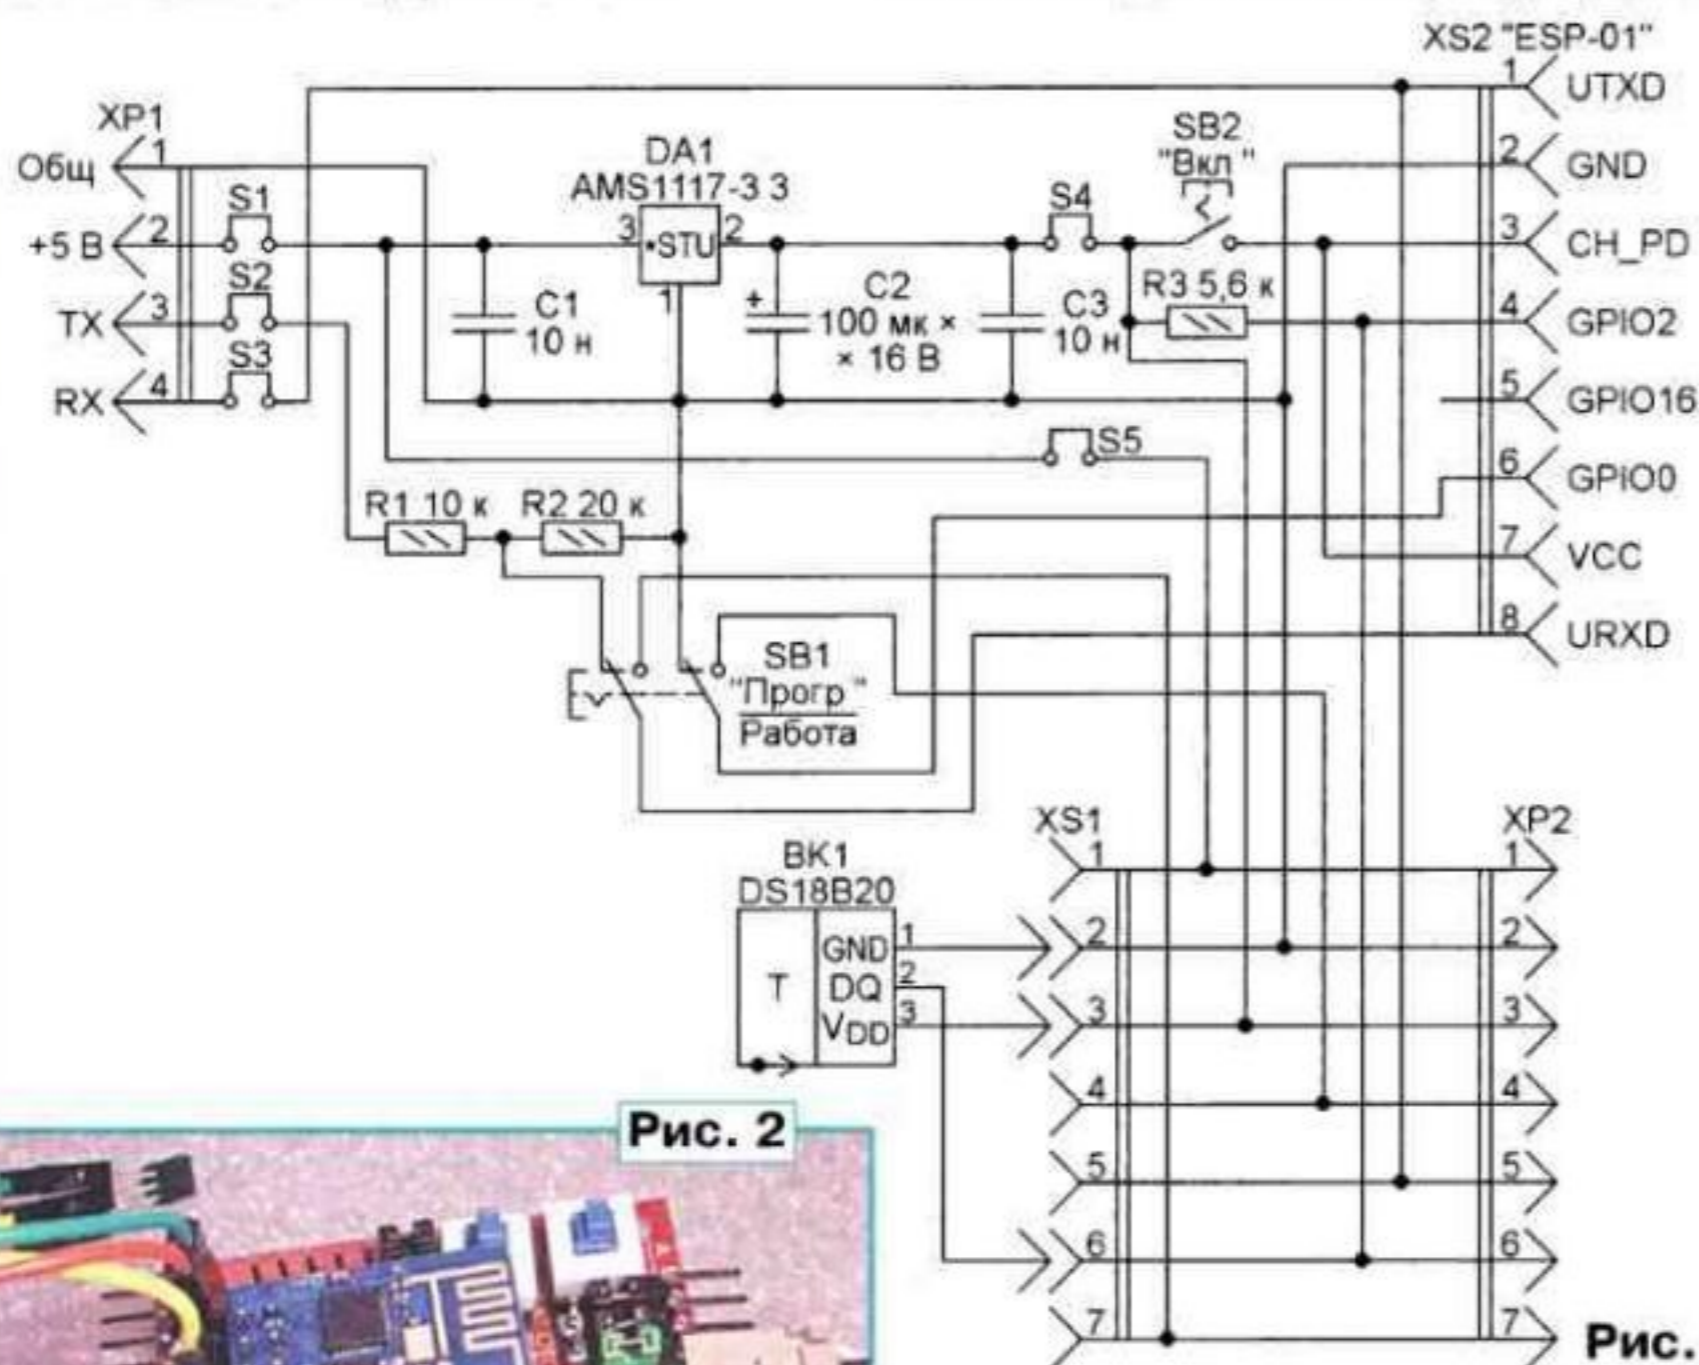 XS2 "ESP-01"
1 UTXD
XP1
Общ 1
SB2
"Вкл "
DA1
AMS1117-3 3
2 GND
S1
S4
+5 В 2
3 *STU 2
3 CH_PD
S2
1
C1
10 н
+
C2
100 мк ×
× 16 В
C3
10 н
R3 5,6 к
TX 3
4 GPIO2
S3
RX 4
5 GPIO16
S5
6 GPIO0
R1 10 к
R2 20 к
7 VCC
8 URXD
SB1
"Прогр "
Работа
XS1
XP2
1
1
BK1
DS18B20
T
GND 1
DQ 2
VDD 3
2
2
3
3
4
4
5
5
6
6
7
7
Рис. 2
Рис.